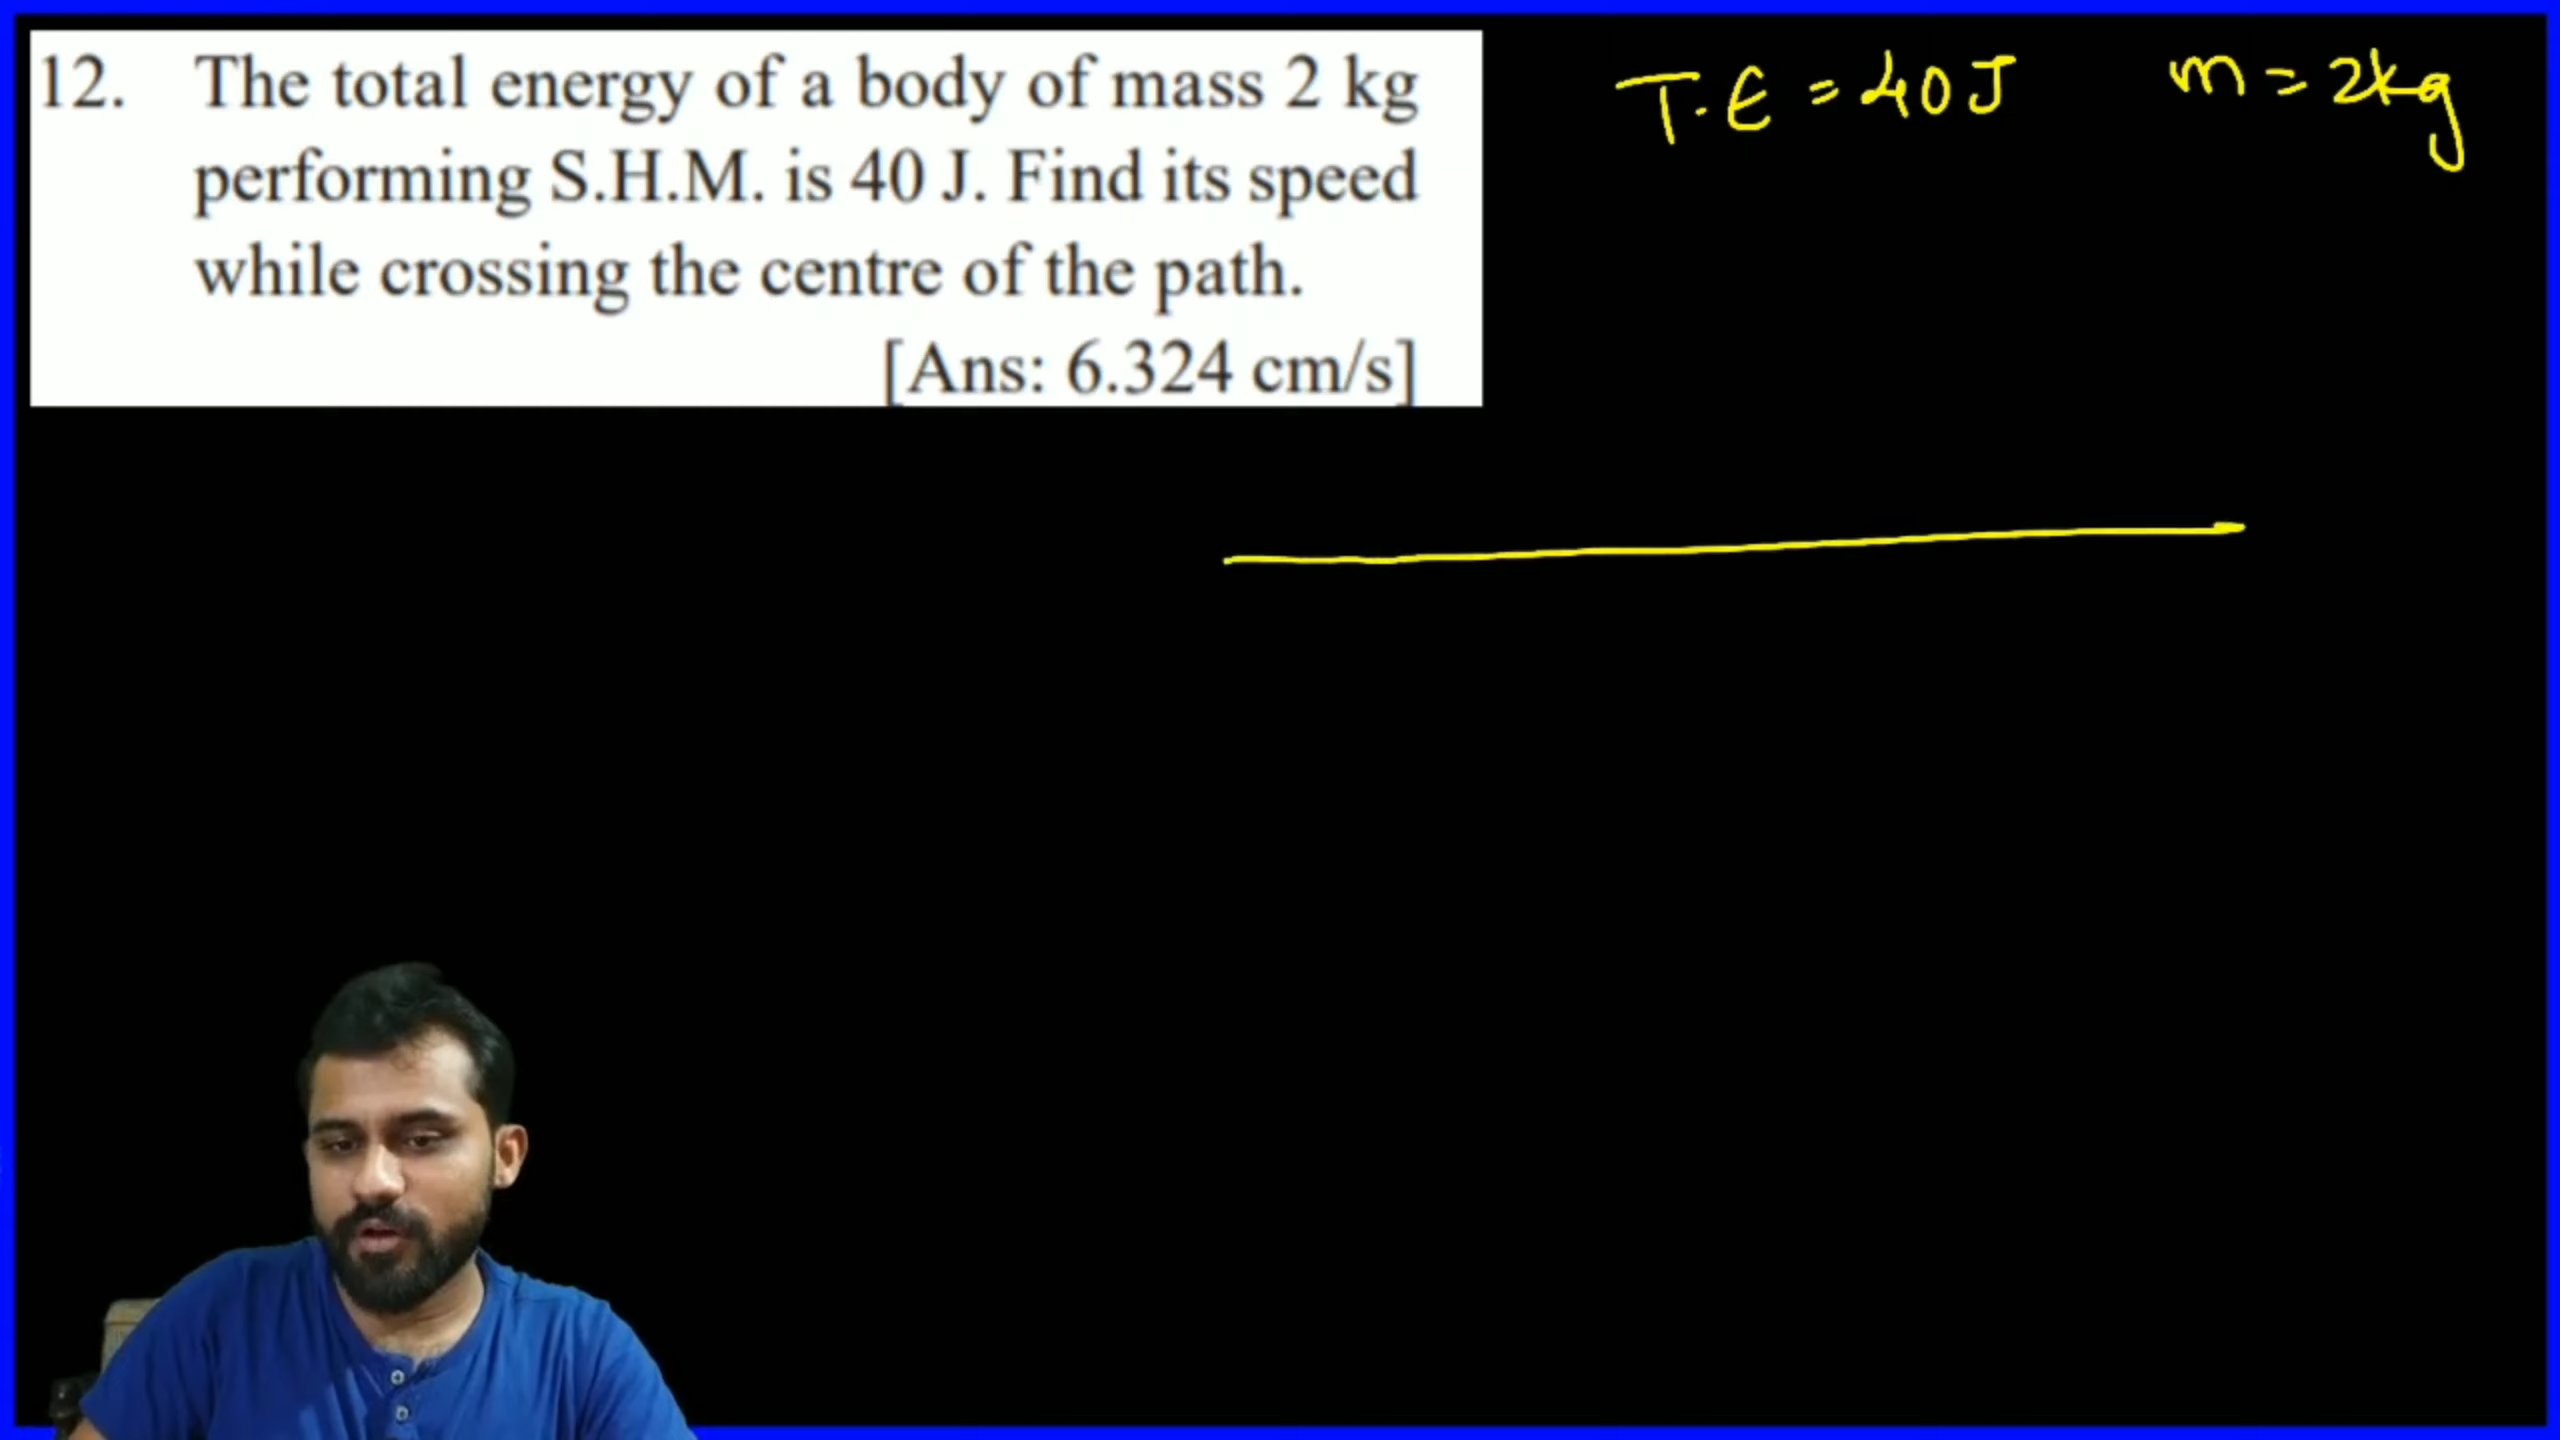 12. The total energy of a body of mass 2 kg
performing S.H.M. is 40 J. Find its speed
while crossing the centre of the path.
[Ans: 6.324 cm/s]
T.E = 40 J m = 2kg